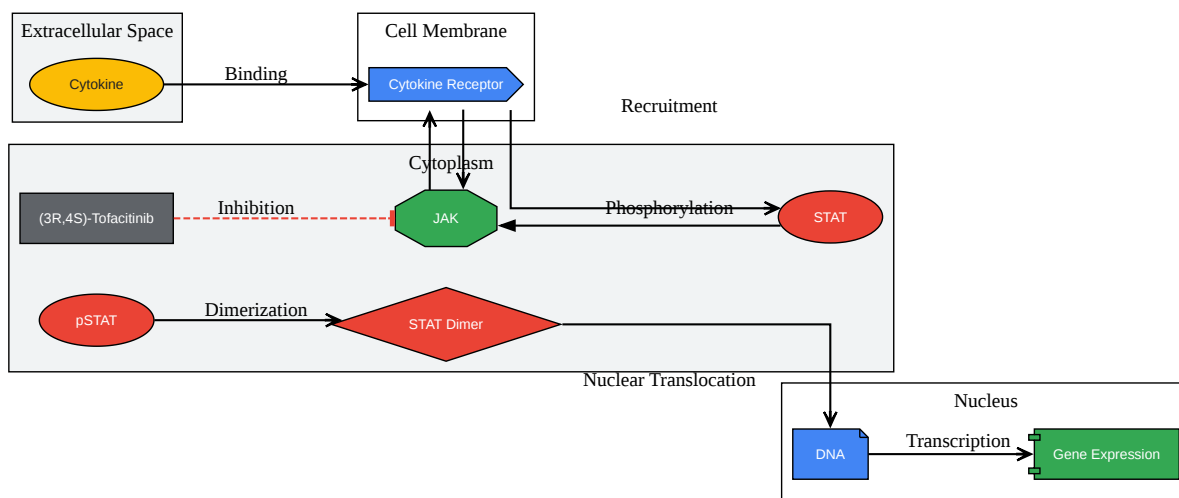 Extracellular Space
Cell Membrane
Cytokine
Binding
Cytokine Receptor
Recruitment
Cytoplasm
(3R,4S)-Tofacitinib
Inhibition
JAK
Phosphorylation
STAT
pSTAT
Dimerization
STAT Dimer
Nuclear Translocation
Nucleus
DNA
Transcription
Gene Expression